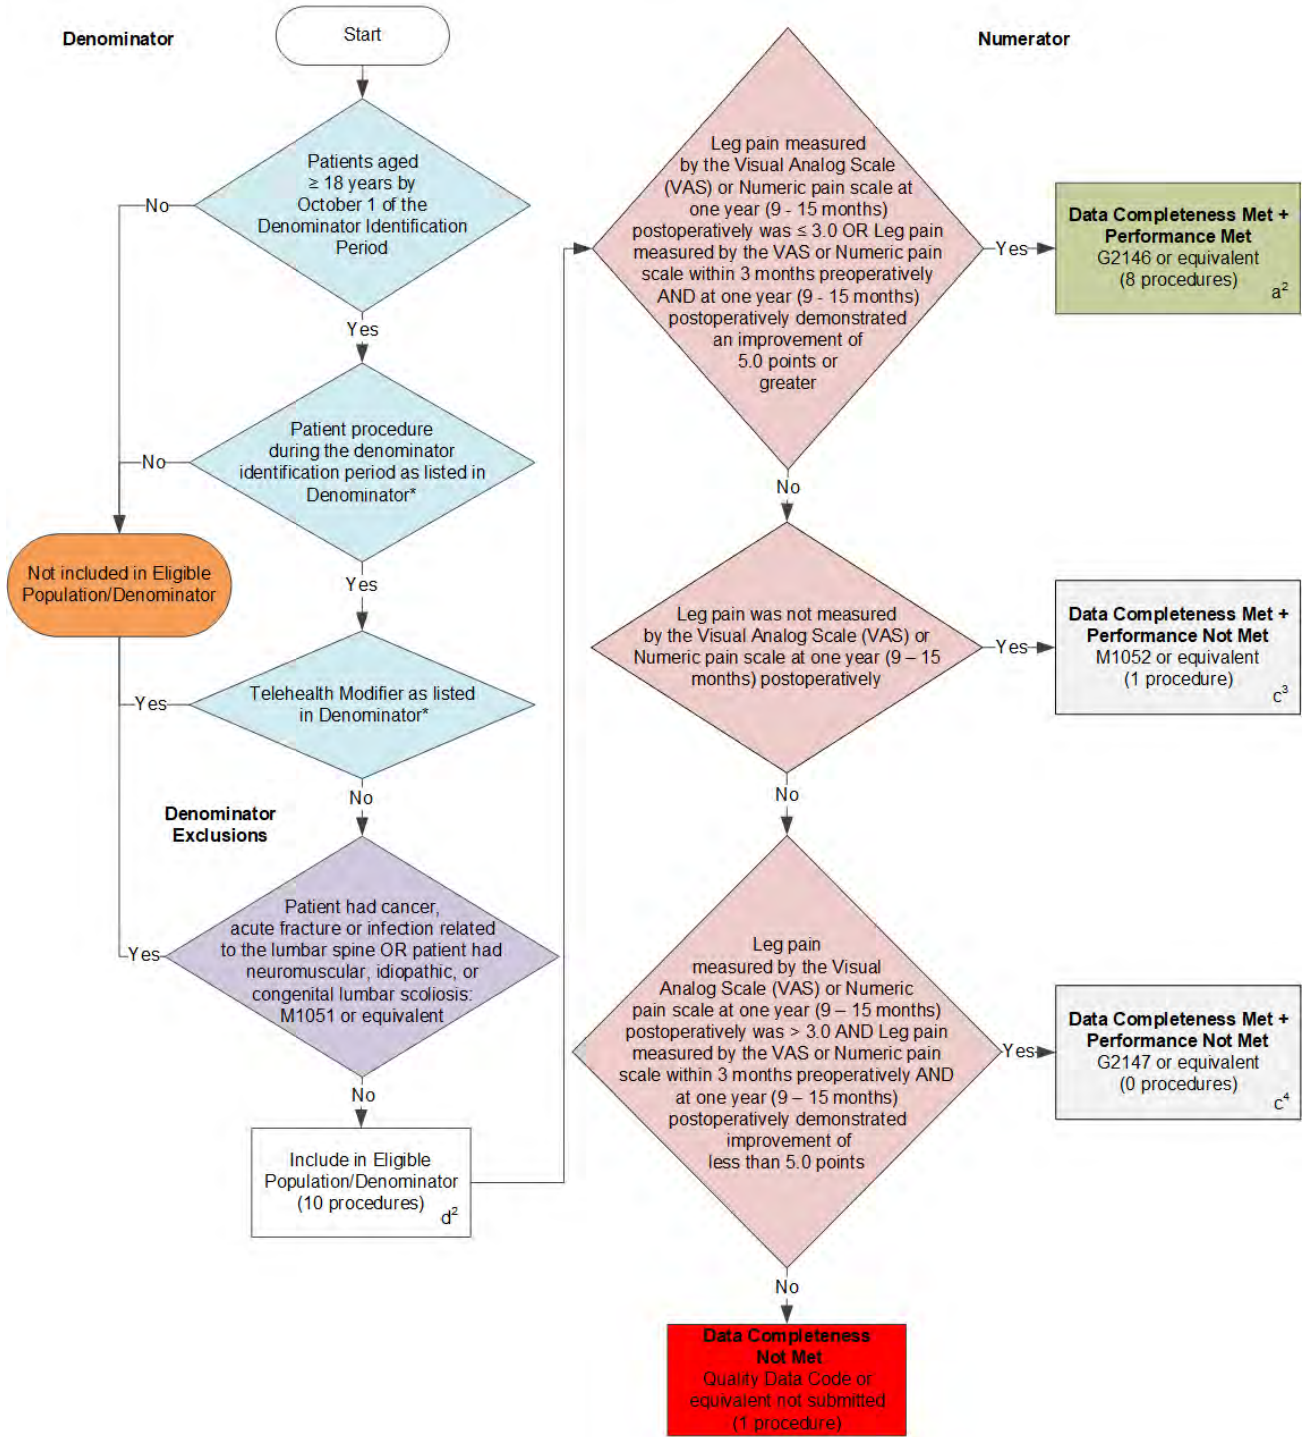 Denominator
Start
Numerator
Patients aged
≥ 18 years by
October 1 of the
Denominator Identification
Period
No
Yes
Patient procedure
during the denominator
identification period as listed in
Denominator*
No
Yes
Not included in Eligible
Population/Denominator
Telehealth Modifier as listed
in Denominator*
Yes
No
Denominator
Exclusions
Patient had cancer,
acute fracture or infection related
to the lumbar spine OR patient had
neuromuscular, idiopathic, or
congenital lumbar scoliosis:
M1051 or equivalent
Yes
No
Include in Eligible
Population/Denominator
(10 procedures)
d²
Leg pain measured
by the Visual Analog Scale
(VAS) or Numeric pain scale at
one year (9 - 15 months)
postoperatively was ≤ 3.0 OR Leg pain
measured by the VAS or Numeric pain
scale within 3 months preoperatively
AND at one year (9 - 15 months)
postoperatively demonstrated
an improvement of
5.0 points or
greater
Yes
Data Completeness Met +
Performance Met
G2146 or equivalent
(8 procedures)
a²
No
Leg pain was not measured
by the Visual Analog Scale (VAS) or
Numeric pain scale at one year (9 – 15
months) postoperatively
Yes
Data Completeness Met +
Performance Not Met
M1052 or equivalent
(1 procedure)
c³
No
Leg pain
measured by the Visual
Analog Scale (VAS) or Numeric
pain scale at one year (9 – 15 months)
postoperatively was > 3.0 AND Leg pain
measured by the VAS or Numeric pain
scale within 3 months preoperatively AND
at one year (9 – 15 months)
postoperatively demonstrated
improvement of
less than 5.0 points
Yes
Data Completeness Met +
Performance Not Met
G2147 or equivalent
(0 procedures)
c⁴
No
Data Completeness
Not Met
Quality Data Code or
equivalent not submitted
(1 procedure)